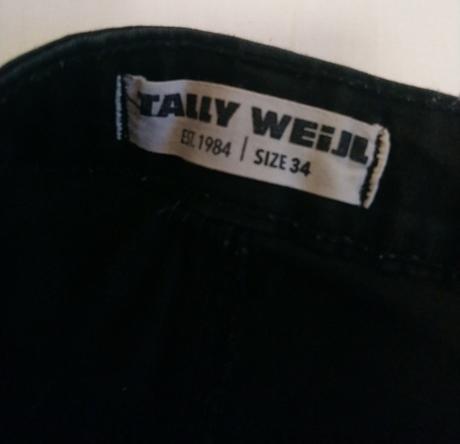 TALLY WEiJL
EST. 1984 | SIZE 34